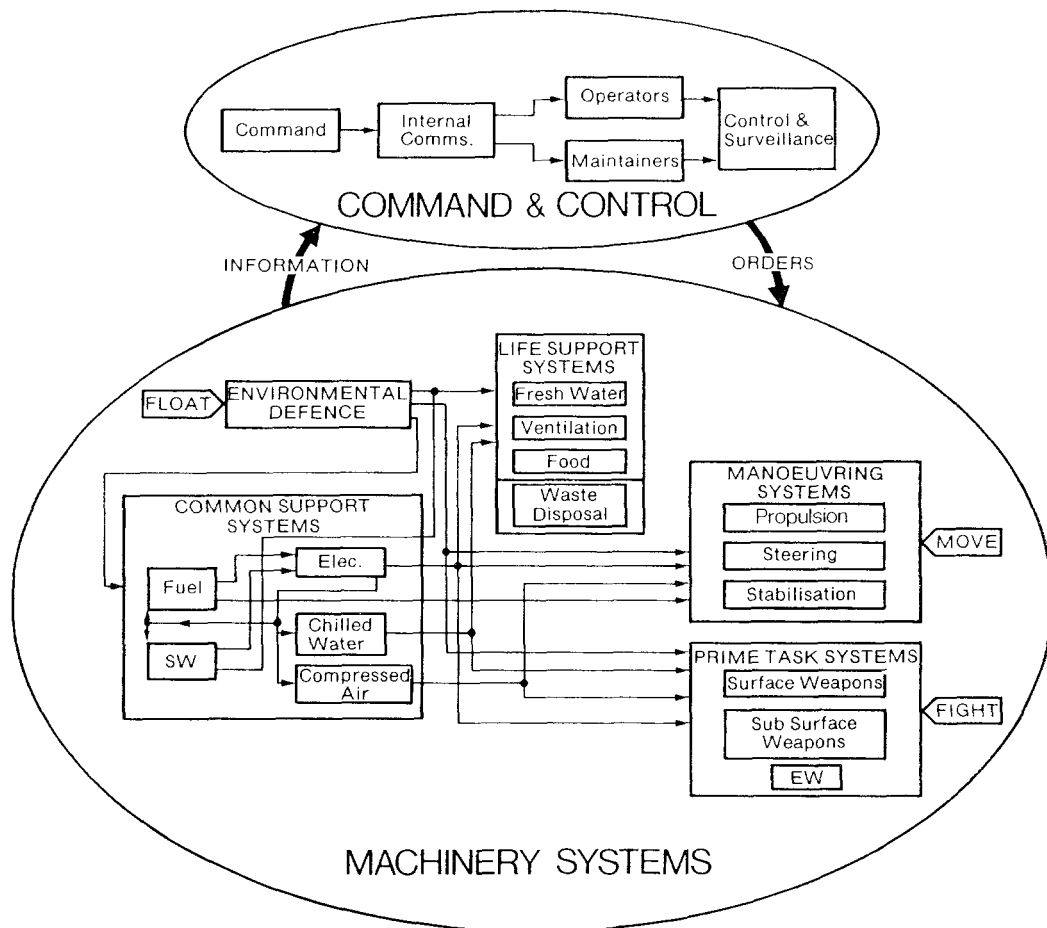 Operators
Command
Internal
Comms.
Control &
Surveillance
Maintainers
COMMAND & CONTROL
INFORMATION
ORDERS
LIFE SUPPORT
SYSTEMS
Fresh Water
Ventilation
Food
Waste
Disposal
FLOAT
ENVIRONMENTAL
DEFENCE
COMMON SUPPORT
SYSTEMS
Elec.
Fuel
Chilled
Water
SW
Compressed
Air
MANOEUVRING
SYSTEMS
Propulsion
Steering
Stabilisation
MOVE
PRIME TASK SYSTEMS
Surface Weapons
Sub Surface
Weapons
EW
FIGHT
MACHINERY SYSTEMS